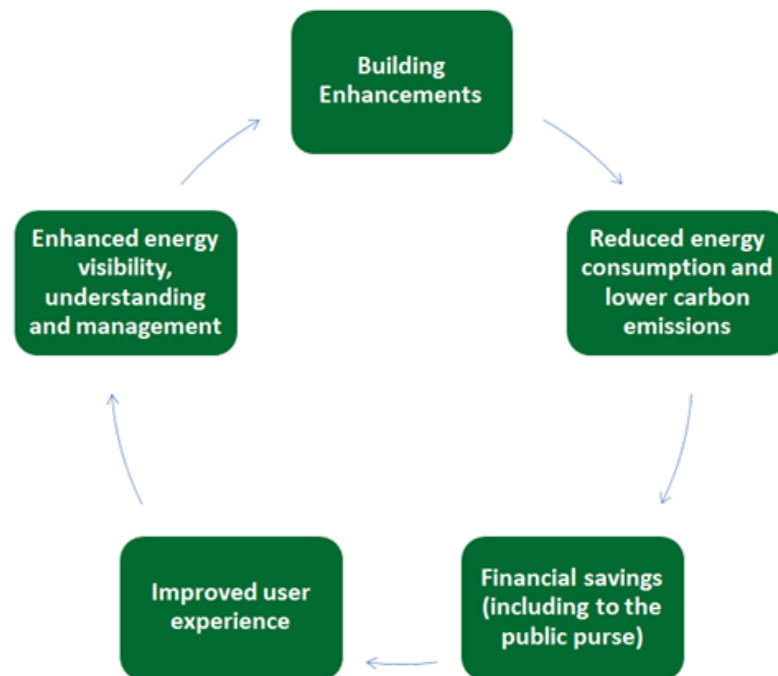 Building
Enhancements
Reduced energy
consumption and
lower carbon
emissions
Financial savings
(including to the
public purse)
Improved user
experience
Enhanced energy
visibility,
understanding
and management